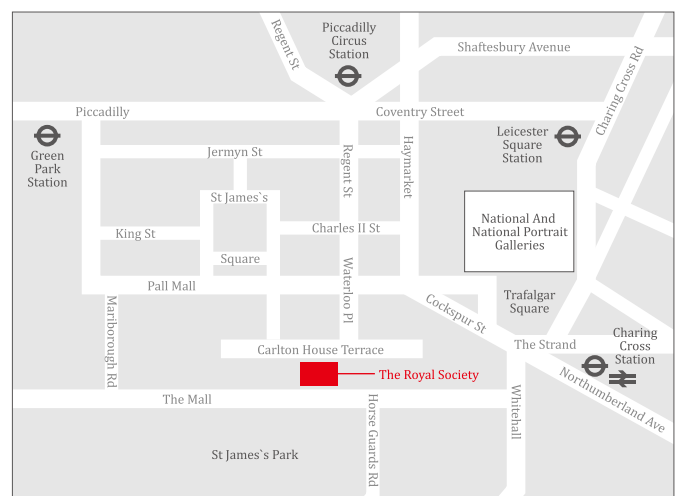 Piccadilly
Circus
Station
Regent St
Shaftesbury Avenue
Charing Cross Rd
Piccadilly
Coventry Street
Green
Park
Station
Leicester
Square
Station
Jermyn St
Regent St
Haymarket
St James`s
King St
Charles II St
National And
National Portrait
Galleries
Square
Pall Mall
Waterloo Pl
Trafalgar
Square
Mariborough Rd
Cockspur St
Carlton House Terrace
The Strand
Charing
Cross
Station
The Royal Society
Northumberland Ave
The Mall
Horse Guards Rd
Whitehall
St James`s Park